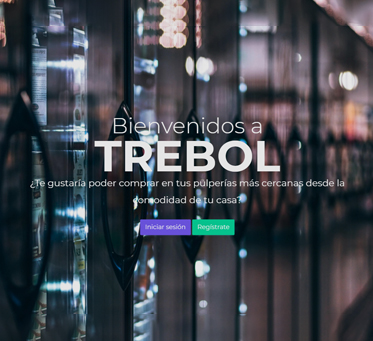 Bienvenidos a
TREBOL
¿Te gustaría poder comprar en tus pulperías más cercanas desde la
comodidad de tu casa?
Iniciar sesión Regístrate